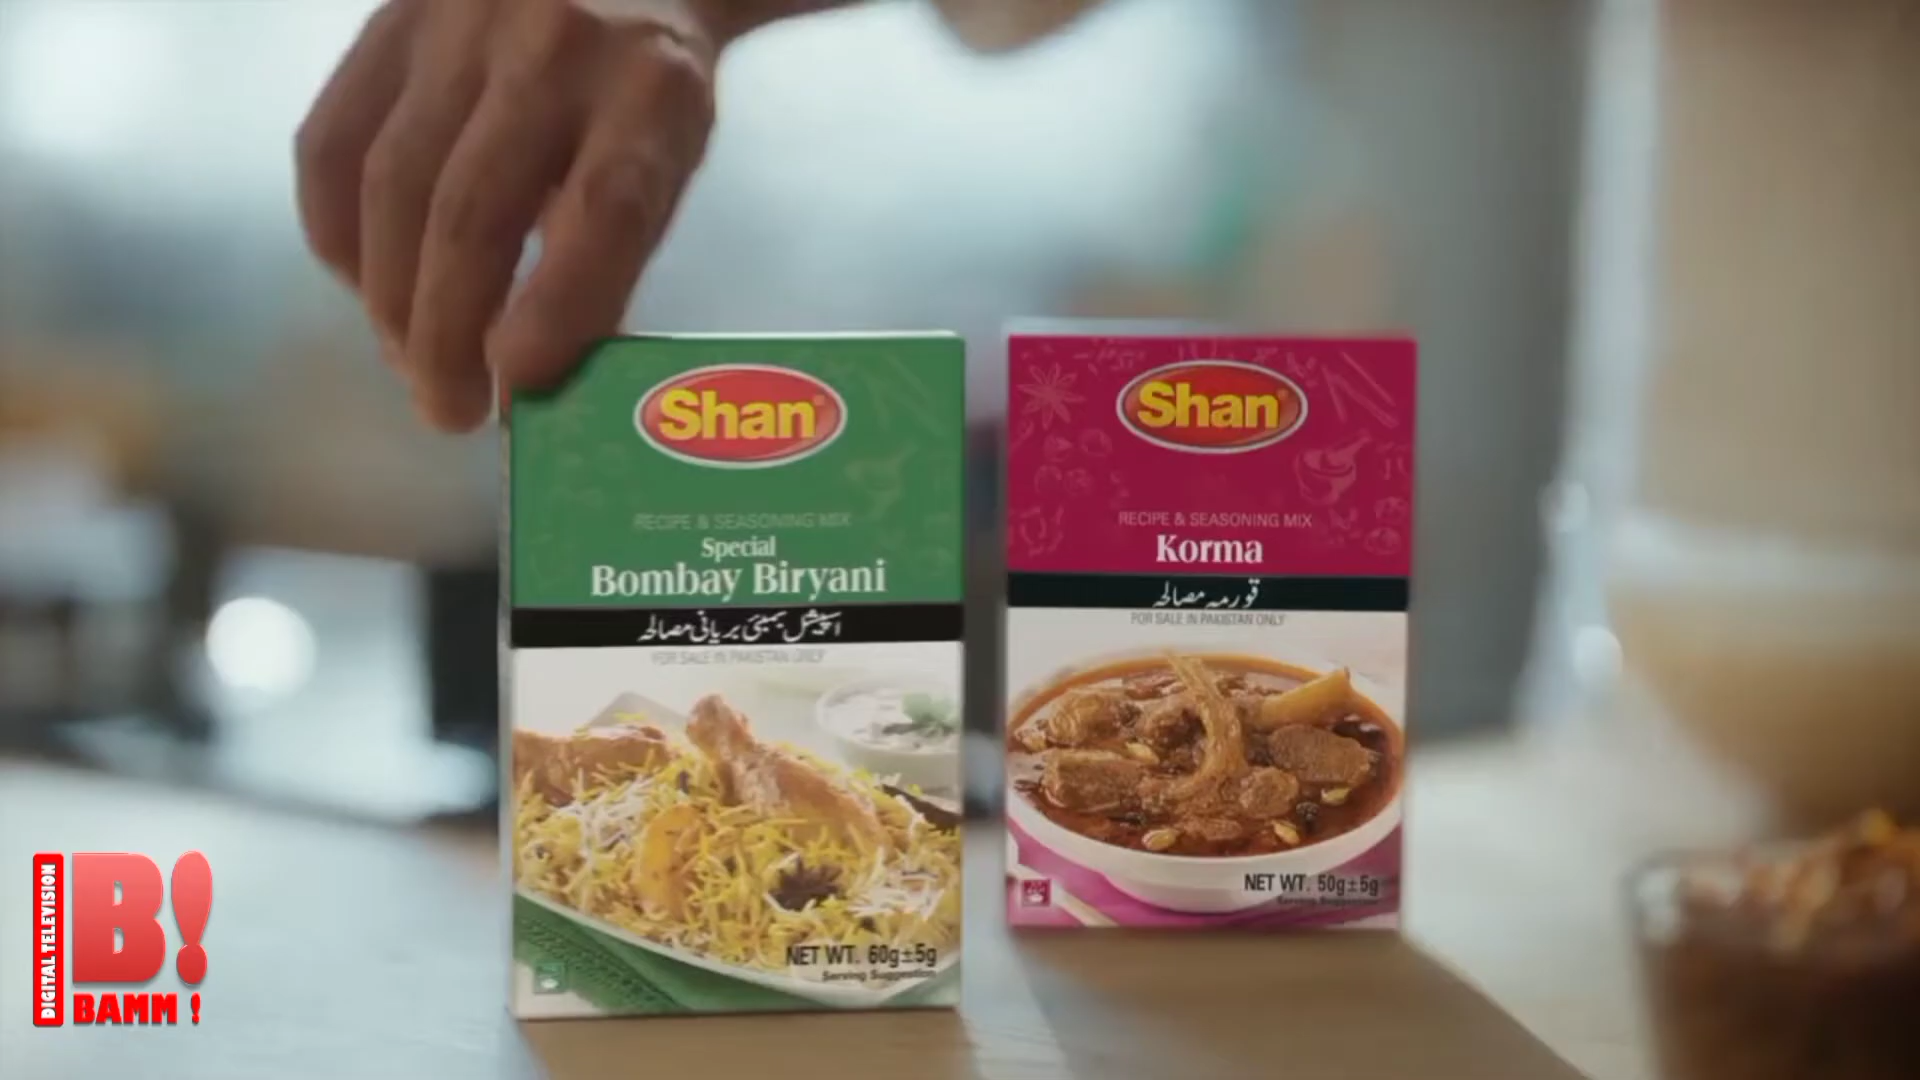 Shan
RECIPE & SEASONING MIX
Special
Bombay Biryani
اسپیشل بمبئی بریانی مصالحہ
FOR SALE IN PAKISTAN ONLY
NET WT. 60g±5g
Serving Suggestion
Shan
RECIPE & SEASONING MIX
Korma
قورمہ مصالحہ
FOR SALE IN PAKISTAN ONLY
NET WT. 50g±5g
Serving Suggestion
DIGITAL TELEVISION
B!
BAMM !